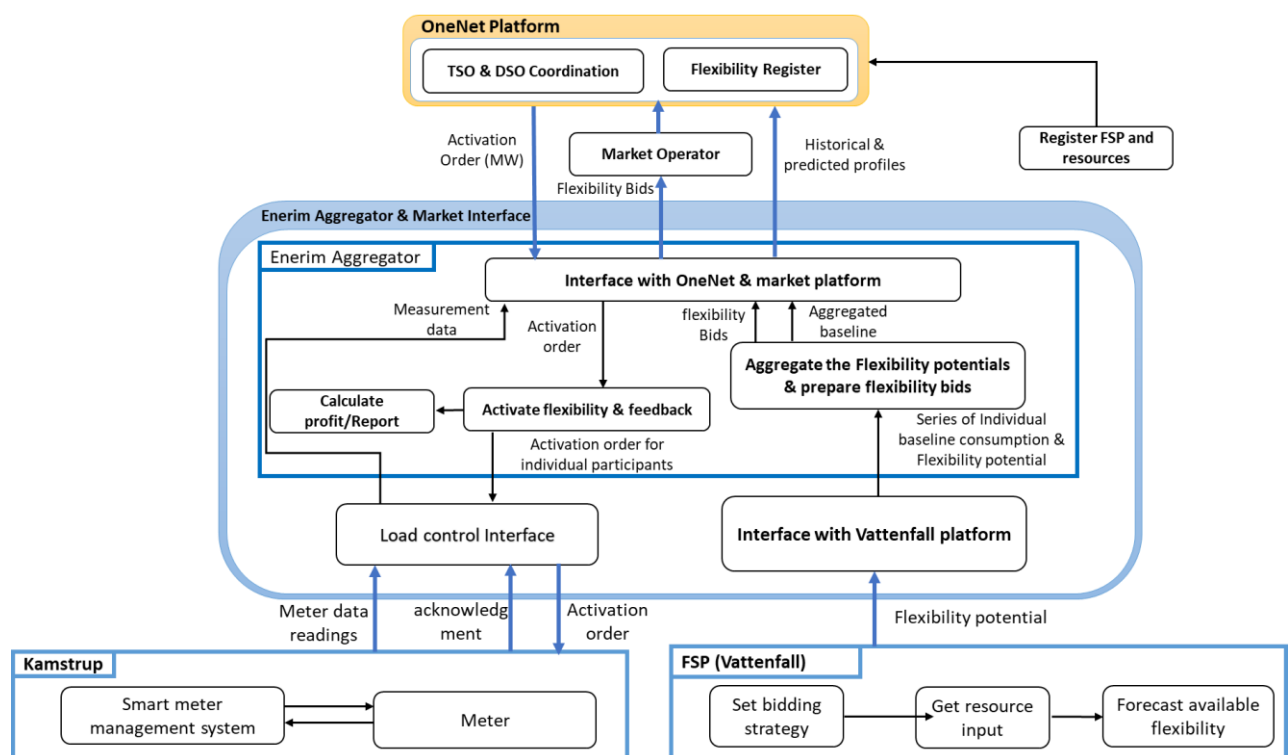 OneNet Platform
TSO & DSO Coordination
Flexibility Register
Activation
Order (MW)
Market Operator
Historical &
predicted profiles
Register FSP and
resources
Flexibility Bids
Enerim Aggregator & Market Interface
Enerim Aggregator
Interface with OneNet & market platform
Measurement
data
Activation
order
flexibility
Bids
Aggregated
baseline
Aggregate the Flexibility potentials
& prepare flexibility bids
Calculate
profit/Report
Activate flexibility & feedback
Activation order for
individual participants
Series of Individual
baseline consumption &
Flexibility potential
Load control Interface
Interface with Vattenfall platform
Meter data
readings
acknowledg
ment
Activation
order
Flexibility potential
Kamstrup
Smart meter
management system
Meter
FSP (Vattenfall)
Set bidding
strategy
Get resource
input
Forecast available
flexibility